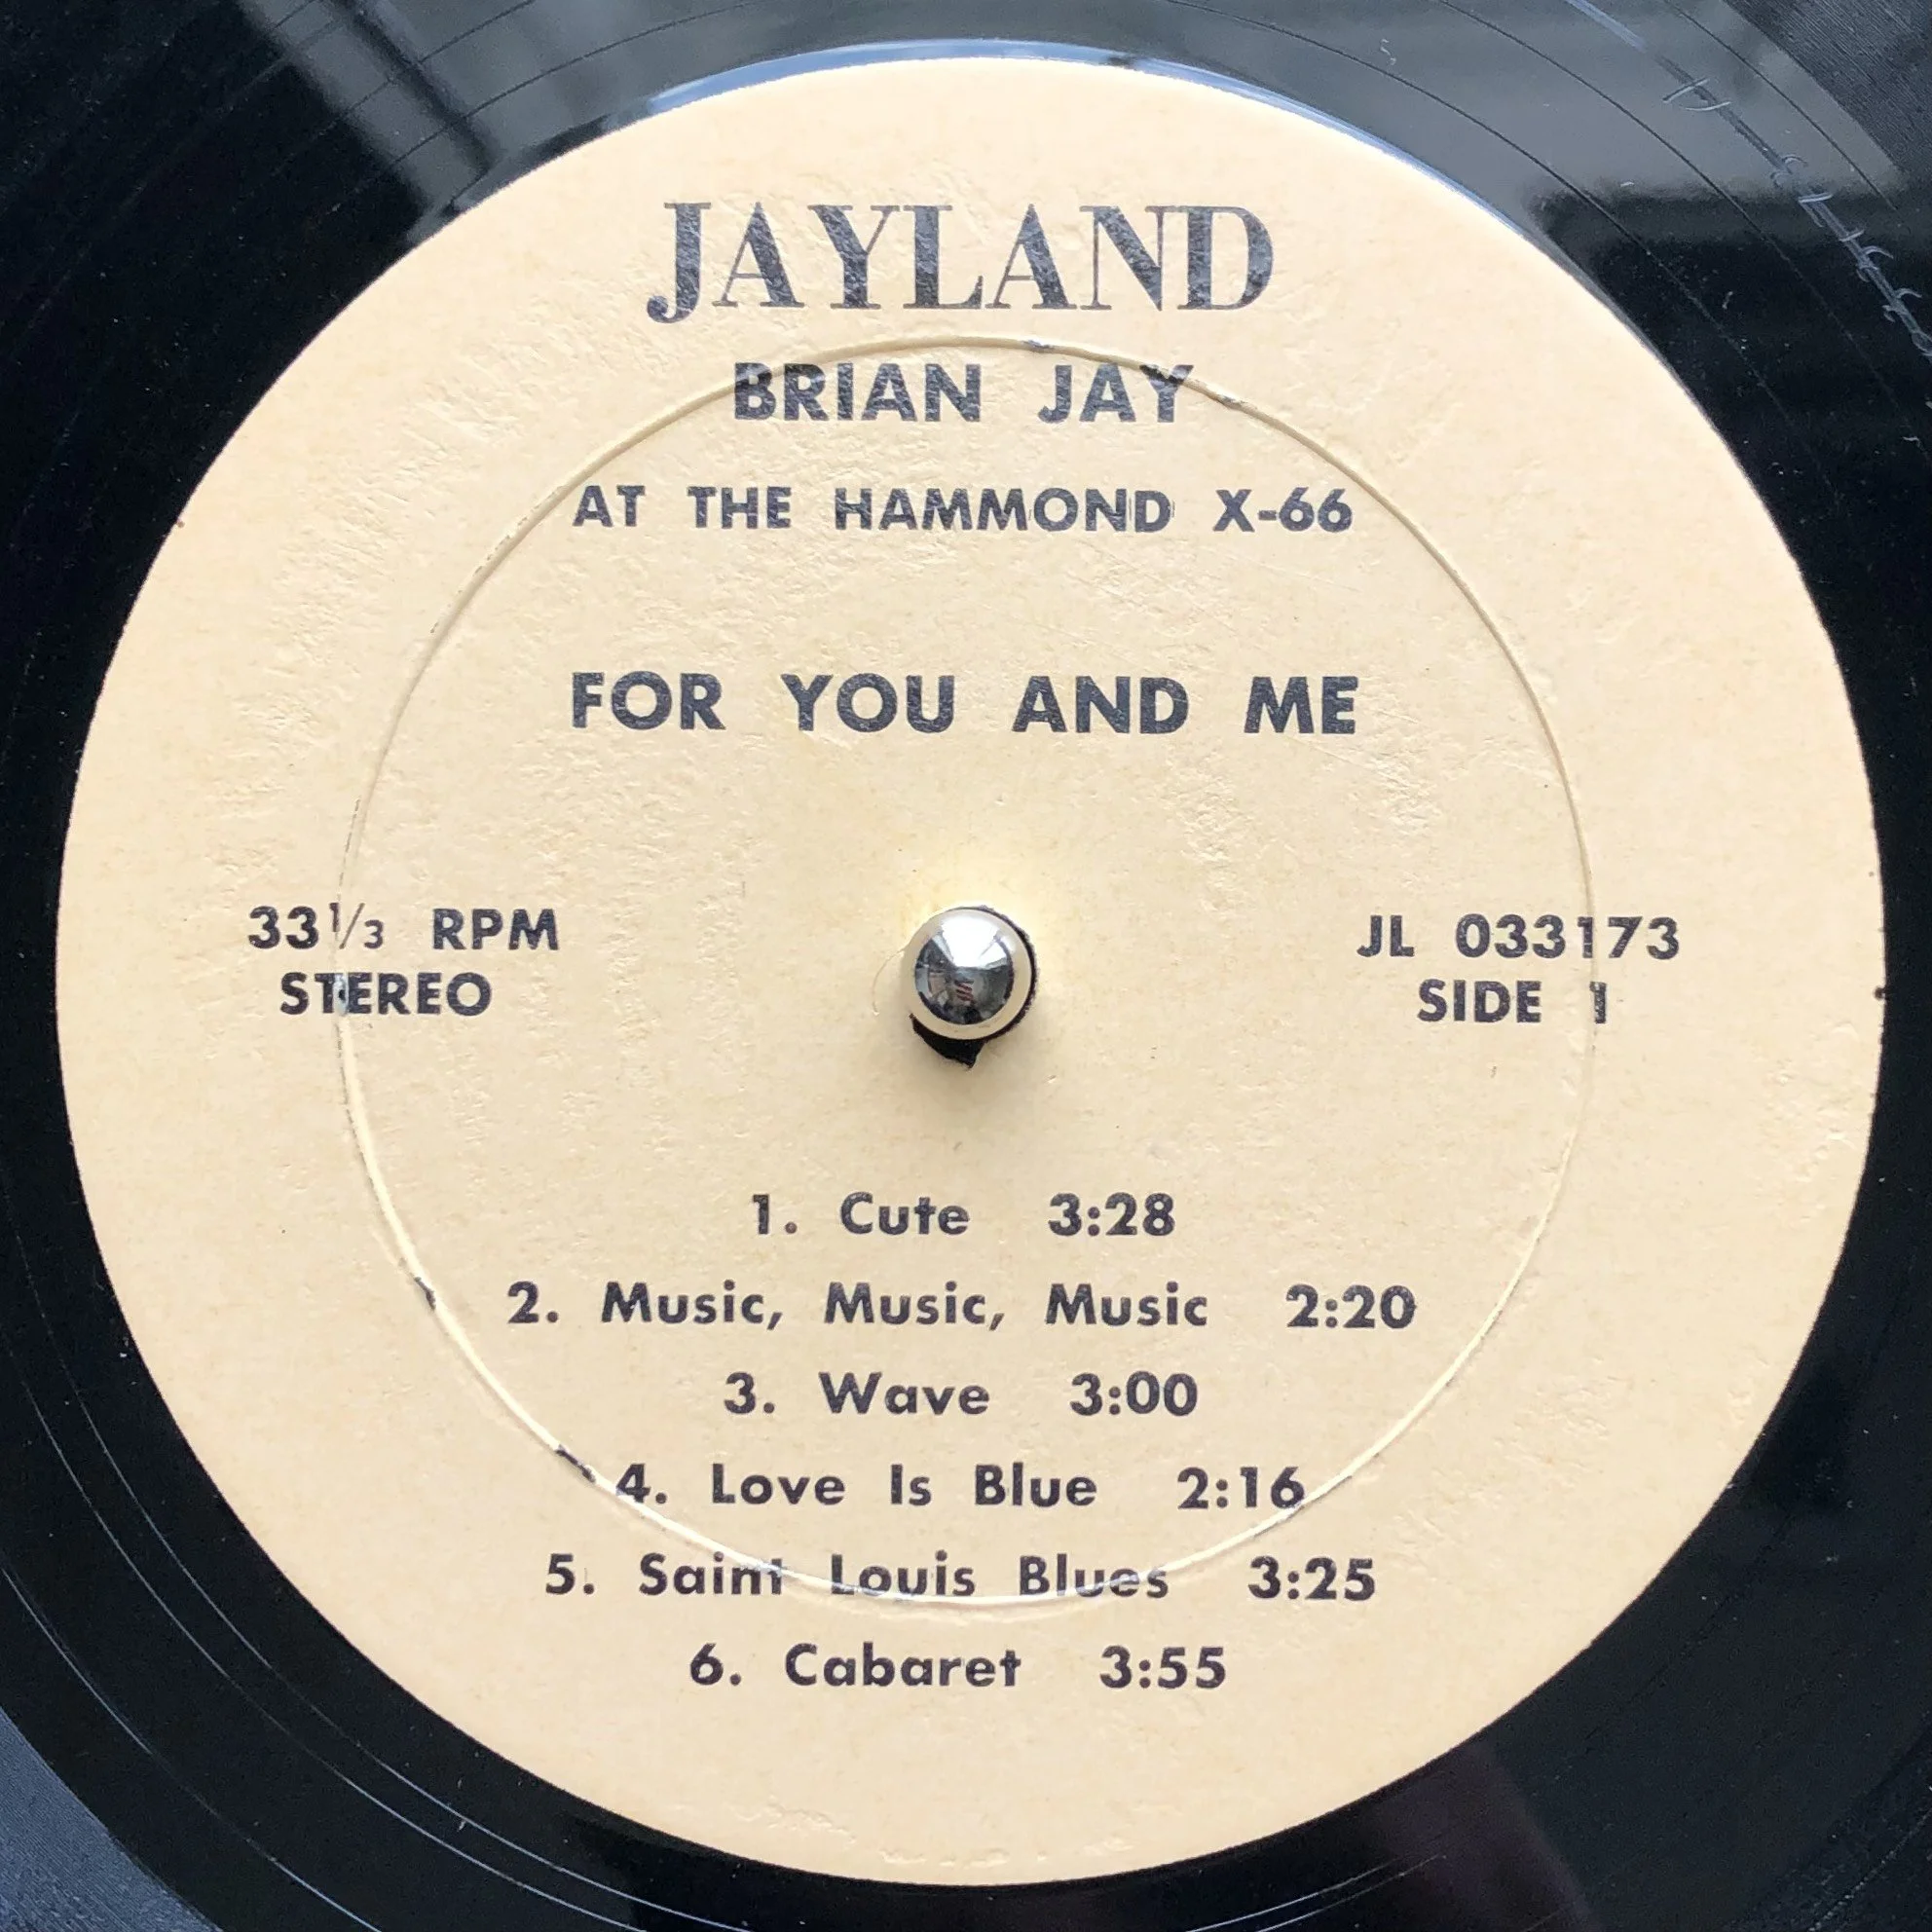 JAYLAND
BRIAN JAY
AT THE HAMMOND X-66
FOR YOU AND ME
33⅓ RPM
STEREO
JL 033173
SIDE 1
1. Cute 3:28
2. Music, Music, Music 2:20
3. Wave 3:00
4. Love Is Blue 2:16
5. Saint Louis Blues 3:25
6. Cabaret 3:55